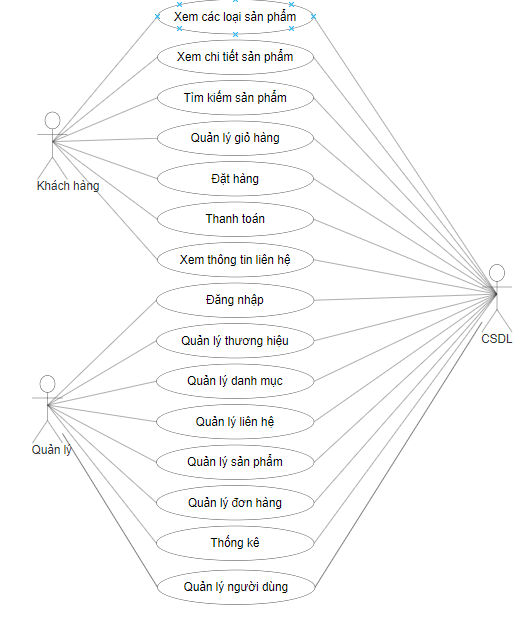 Xem các loại sản phẩm
Xem chi tiết sản phẩm
Tìm kiếm sản phẩm
Quản lý giỏ hàng
Đặt hàng
Khách hàng
Thanh toán
Xem thông tin liên hệ
Đăng nhập
CSDL
Quản lý thương hiệu
Quản lý danh mục
Quản lý liên hệ
Quản lý
Quản lý sản phẩm
Quản lý đơn hàng
Thống kê
Quản lý người dùng